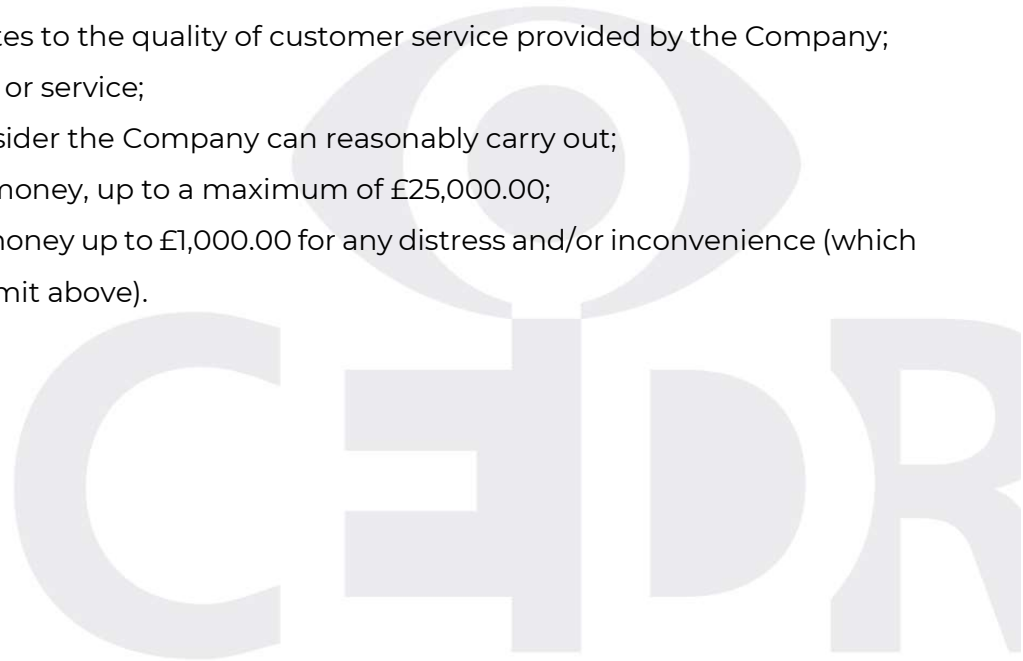 tes to the quality of customer service provided by the Company;
or service;
sider the Company can reasonably carry out;
money, up to a maximum of £25,000.00;
money up to £1,000.00 for any distress and/or inconvenience (which
mit above).
CEDR